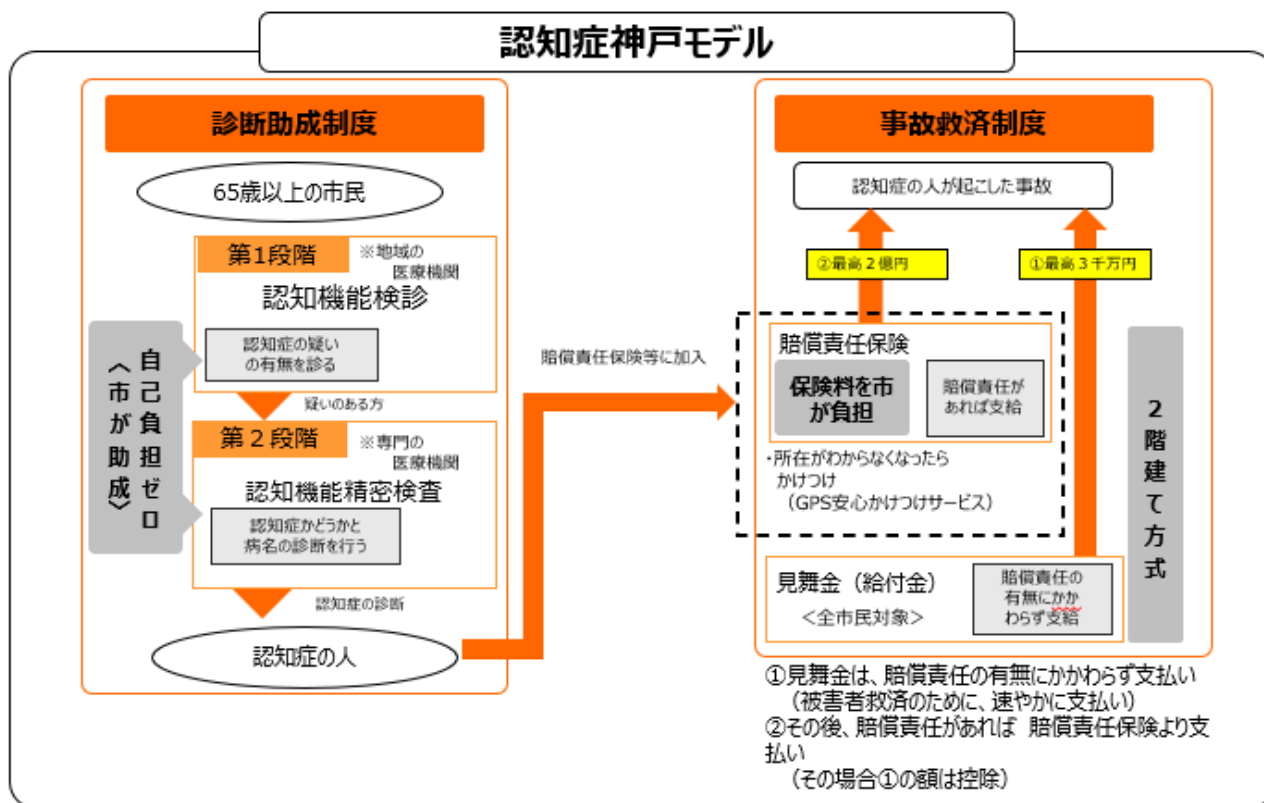 認知症神戸モデル
診断助成制度
65歳以上の市民
第1段階
※地域の
医療機関
認知機能検診
認知症の疑い
の有無を診る
疑いのある方
第２段階
※専門の
医療機関
認知機能精密検査
認知症かどうかと
病名の診断を行う
認知症の診断
認知症の人
自己負担ゼロ
〈市が助成〉
賠償責任保険等に加入
事故救済制度
認知症の人が起こした事故
②最高２億円
①最高３千万円
賠償責任保険
保険料を市
が負担
賠償責任が
あれば支給
・所在がわからなくなったら
かけつけ
（GPS安心かけつけサービス）
見舞金（給付金）
＜全市民対象＞
賠償責任の
有無にかか
わらず支給
２階建て方式
①見舞金は、賠償責任の有無にかかわらず支払い
（被害者救済のために、速やかに支払い）
②その後、賠償責任があれば 賠償責任保険より支
払い
（その場合①の額は控除）